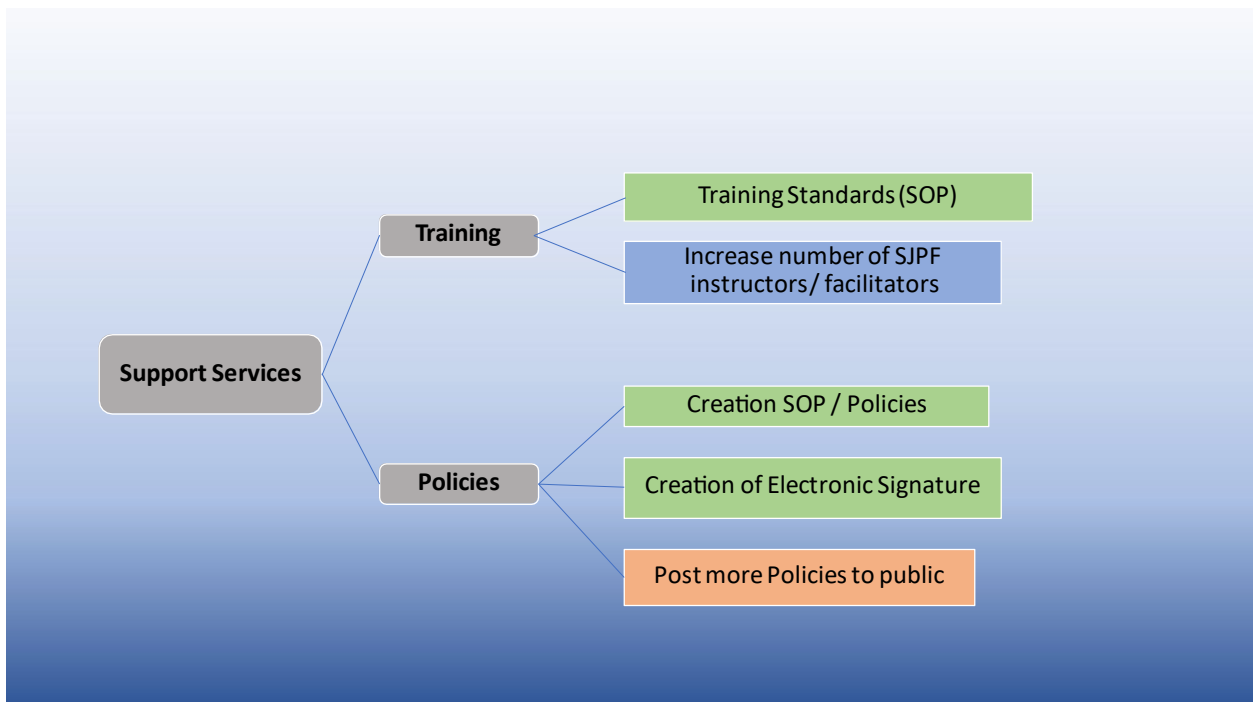 Training Standards (SOP)
Training
Increase number of SJPF
instructors/ facilitators
Support Services
Creation SOP / Policies
Policies
Creation of Electronic Signature
Post more Policies to public